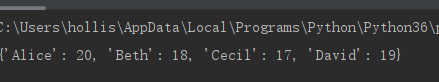 C:\Users\hollis\AppData\Local\Programs\Python\Python36\
{'Alice': 20, 'Beth': 18, 'Cecil': 17, 'David': 19}